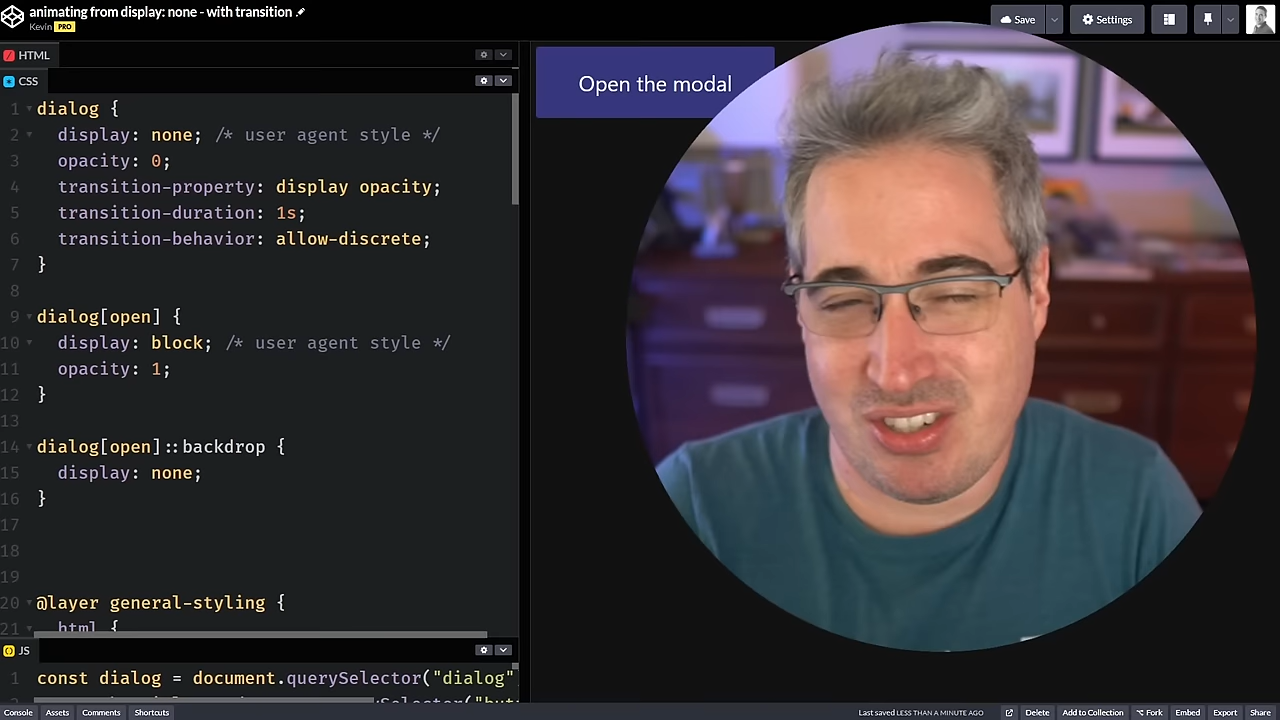 animating from display: none - with transition
Kevin PRO
Save
Settings
HTML
CSS
1 dialog {
2 display: none; /* user agent style */
3 opacity: 0;
4 transition-property: display opacity;
5 transition-duration: 1s;
6 transition-behavior: allow-discrete;
7 }
8
9 dialog[open] {
10 display: block; /* user agent style */
11 opacity: 1;
12 }
13
14 dialog[open]::backdrop {
15 display: none;
16 }
17
18
19
20 @layer general-styling {
21 html {
Open the modal
JS
1 const dialog = document.querySelector("dialog"
Console Assets Comments Shortcuts
Last saved LESS THAN A MINUTE AGO
Delete Add to Collection Fork Embed Export Share